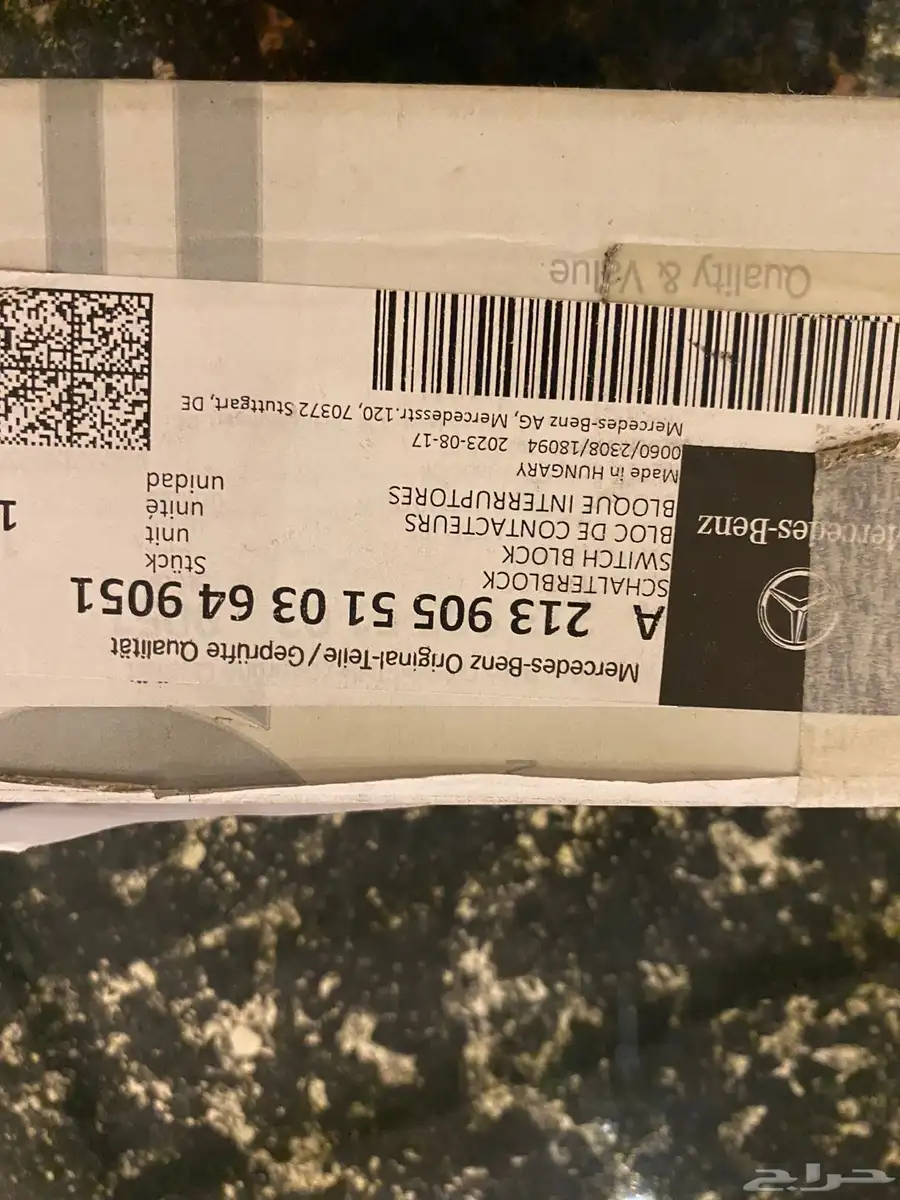 Mercedes-Benz Original-Teile/Geprüfte Qualität
A 213 905 51 03 64 9051
SCHALTERBLOCK
SWITCH BLOCK
BLOC DE CONTACTEURS
BLOQUE INTERRUPTORES
Stück
unit
unité
unidad
1
Made in HUNGARY
0060/2308/18094 2023-08-17
Mercedes-Benz AG, Mercedesstr.120, 70372 Stuttgart, DE
Mercedes-Benz
Quality & Value
حراج